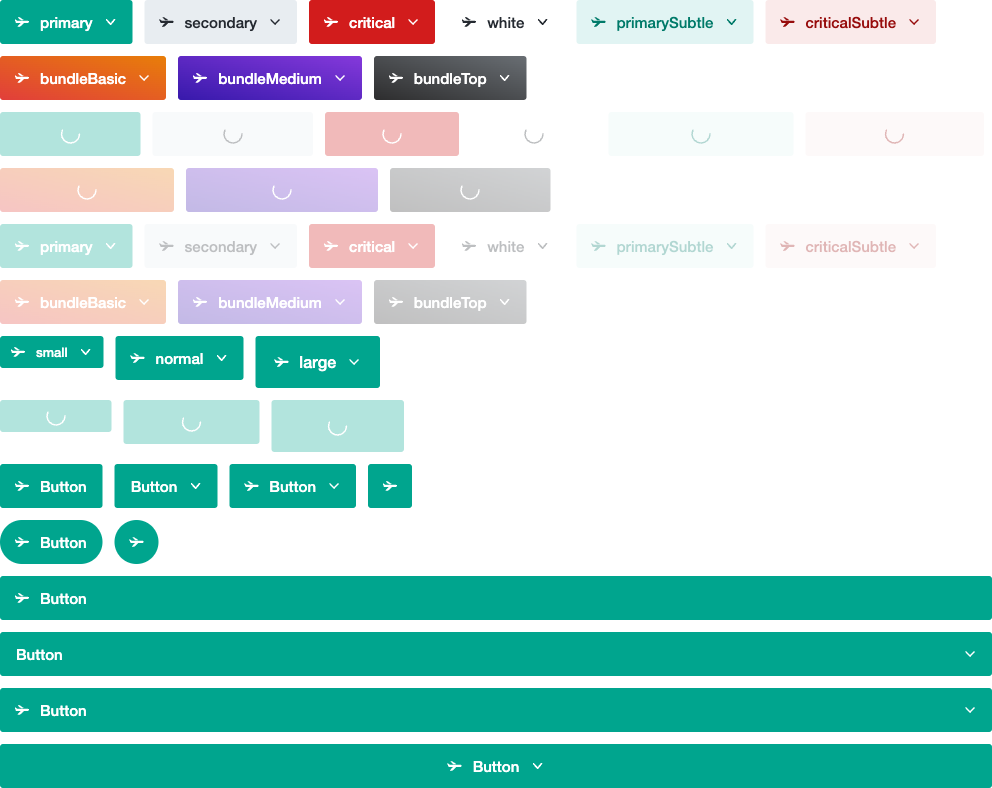 primary secondary critical white primarySubtle criticalSubtle
bundleBasic bundleMedium bundleTop
primary secondary critical white primarySubtle criticalSubtle
bundleBasic bundleMedium bundleTop
small normal large
Button Button Button
Button
Button
Button
Button
Button